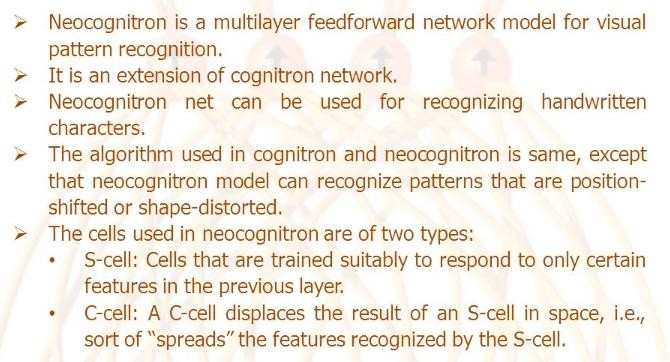 ➤ Neocognitron is a multilayer feedforward network model for visual
pattern recognition.
➤ It is an extension of cognitron network.
➤ Neocognitron net can be used for recognizing handwritten
characters.
➤ The algorithm used in cognitron and neocognitron is same, except
that neocognitron model can recognize patterns that are position-
shifted or shape-distorted.
➤ The cells used in neocognitron are of two types:
• S-cell: Cells that are trained suitably to respond to only certain
features in the previous layer.
• C-cell: A C-cell displaces the result of an S-cell in space, i.e.,
sort of “spreads” the features recognized by the S-cell.